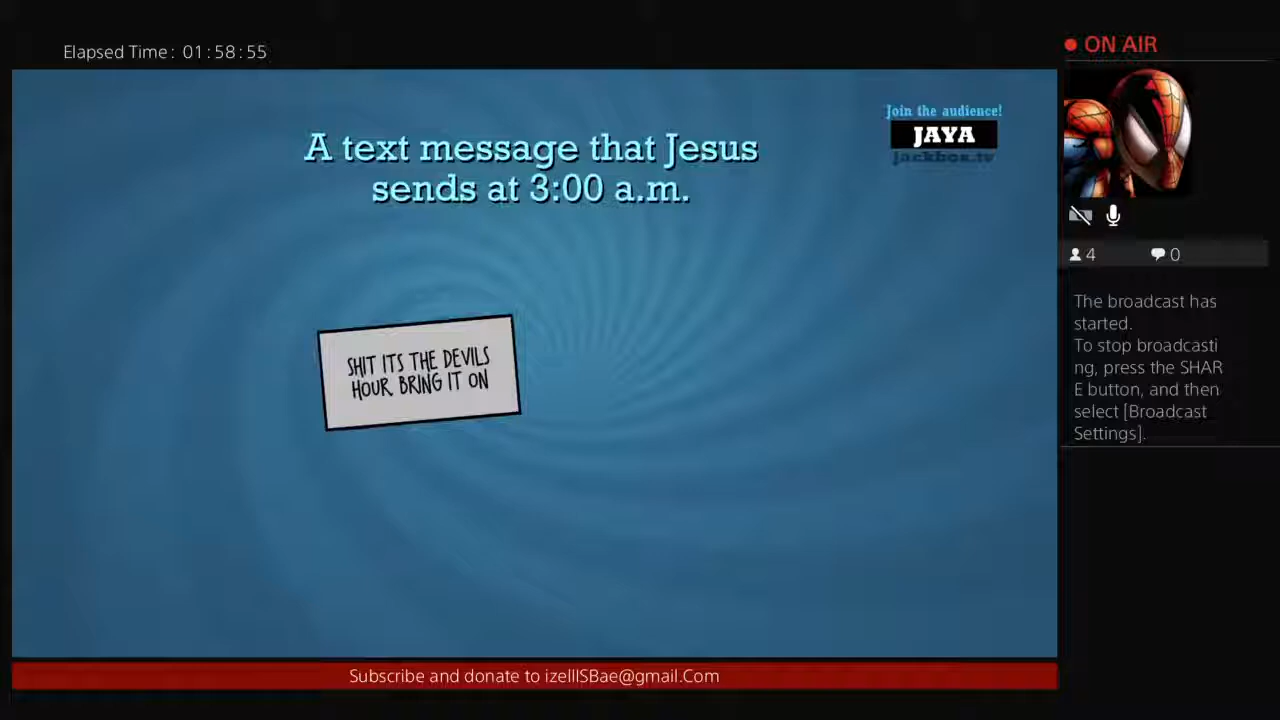 Elapsed Time: 01:58:55
ON AIR
Join the audience!
JAYA
jackbox.tv
A text message that Jesus
sends at 3:00 a.m.
SHIT ITS THE DEVILS
HOUR BRING IT ON
4
0
The broadcast has
started.
To stop broadcasti
ng, press the SHAR
E button, and then
select [Broadcast
Settings].
Subscribe and donate to izellISBae@gmail.Com